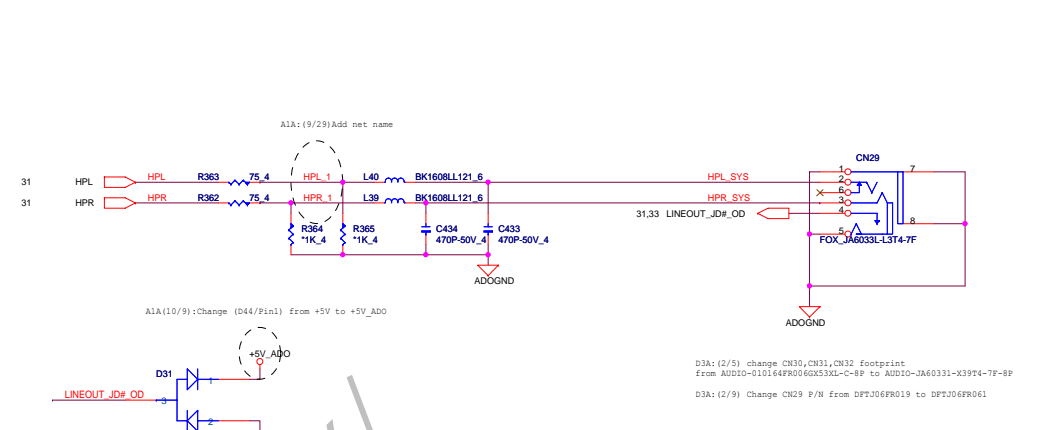 A1A:(9/29)Add net name
CN29
31 HPL HPL R363 75_4 HPL_1 L40 BK1608LL121_6 HPL_SYS 1 2 7
31 HPR HPR R362 75_4 HPR_1 L39 BK1608LL121_6 HPR_SYS 6 3
31,33 LINEOUT_JD#_OD 4 8
R364 R365 C434 C433 5
*1K_4 *1K_4 470P-50V_4 470P-50V_4 FOX_JA6033L-L3T4-7F
ADOGND
A1A(10/9):Change (D44/Pin1) from +5V to +5V_ADO
ADOGND
+5V_ADO
D3A:(2/5) change CN30,CN31,CN32 footprint
from AUDIO-010164FR006GX53XL-C-8P to AUDIO-JA60331-X39T4-7F-8P
D31
1
LINEOUT_JD#_OD 3
D3A:(2/9) Change CN29 P/N from DFTJ06FR019 to DFTJ06FR061
2